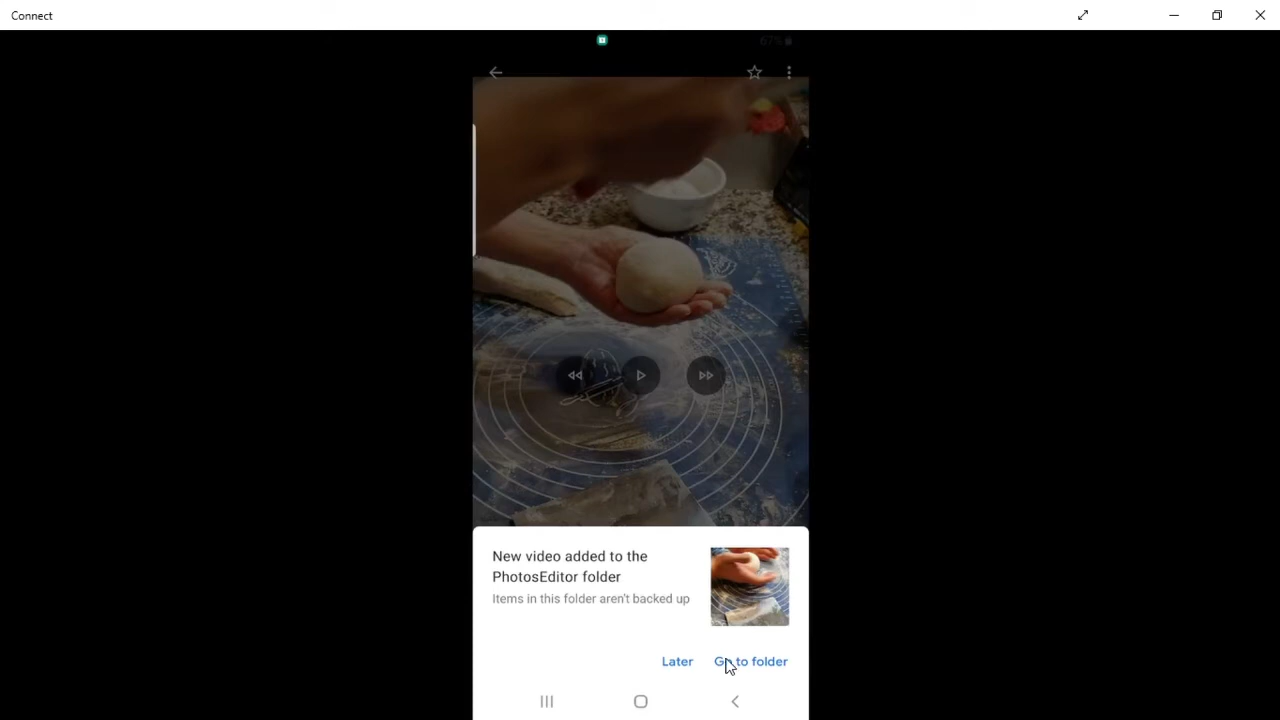 Connect
67%
New video added to the
PhotosEditor folder
Items in this folder aren't backed up
Later
Go to folder